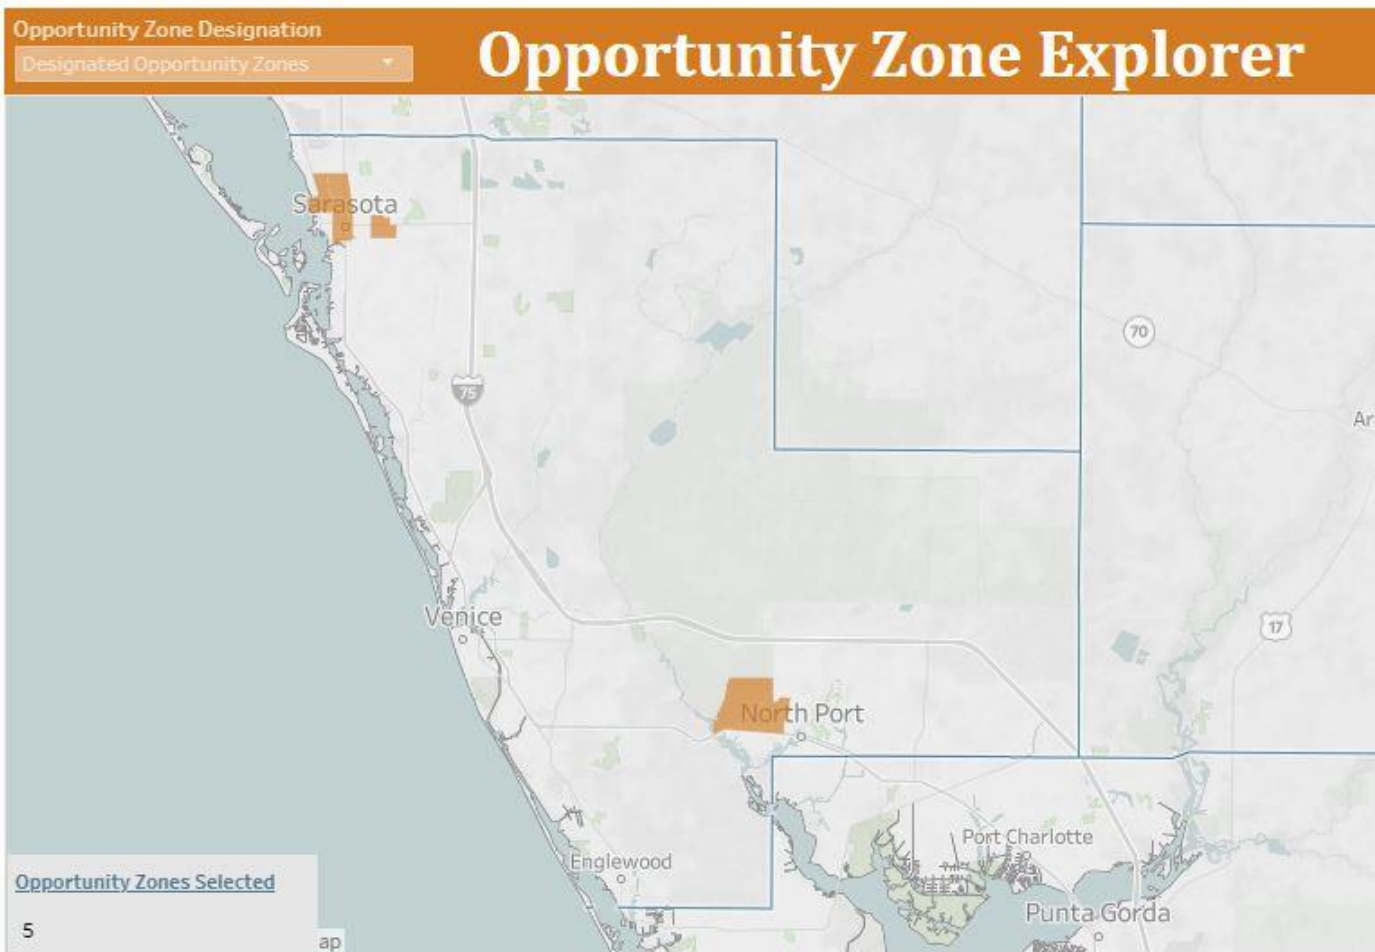 Opportunity Zone Designation
Designated Opportunity Zones
Opportunity Zone Explorer
Sarasota
70
75
Ar
Venice
17
North Port
Port Charlotte
Englewood
Punta Gorda
Opportunity Zones Selected
5
ap